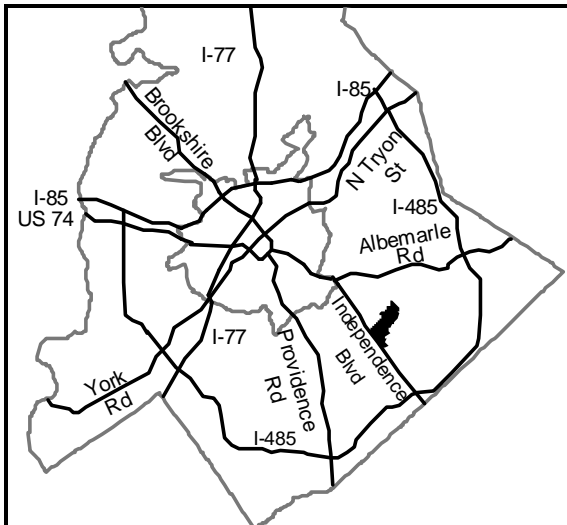 I-77
I-85
Brookshire
Blvd
N Tryon
St
I-85
US 74
I-485
Albemarle
Rd
I-77
Independence
Blvd
Providence
Rd
York
Rd
I-485